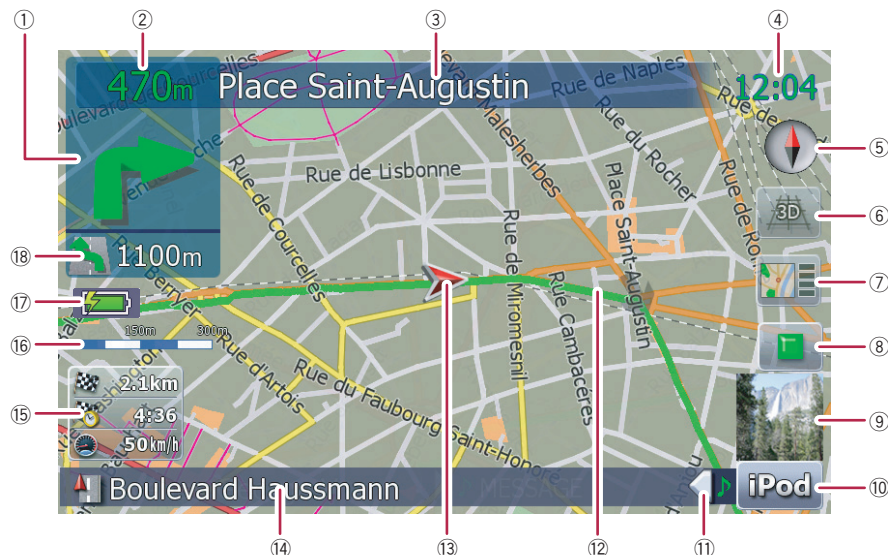 ① ② ③ ④
470m Place Saint-Augustin
12:04
Rue de Naples
Malesherbes
Rue du Rocher
Rue de Lisbonne
Rue de Courcelles
Place Saint-Augustin
⑤
3D
⑥
1100m
⑱
⑦
⑰
Rue de Miromesnil
Rue Cambacérès
150m 300m
⑯
⑧
Rue d'Artois
Rue du Faubourg Saint-Honoré
2.1km
4:36
50km/h
⑮
⑨
Boulevard Haussmann
MESSAGE
iPod
⑩
⑭ ⑬ ⑫ ⑪
①